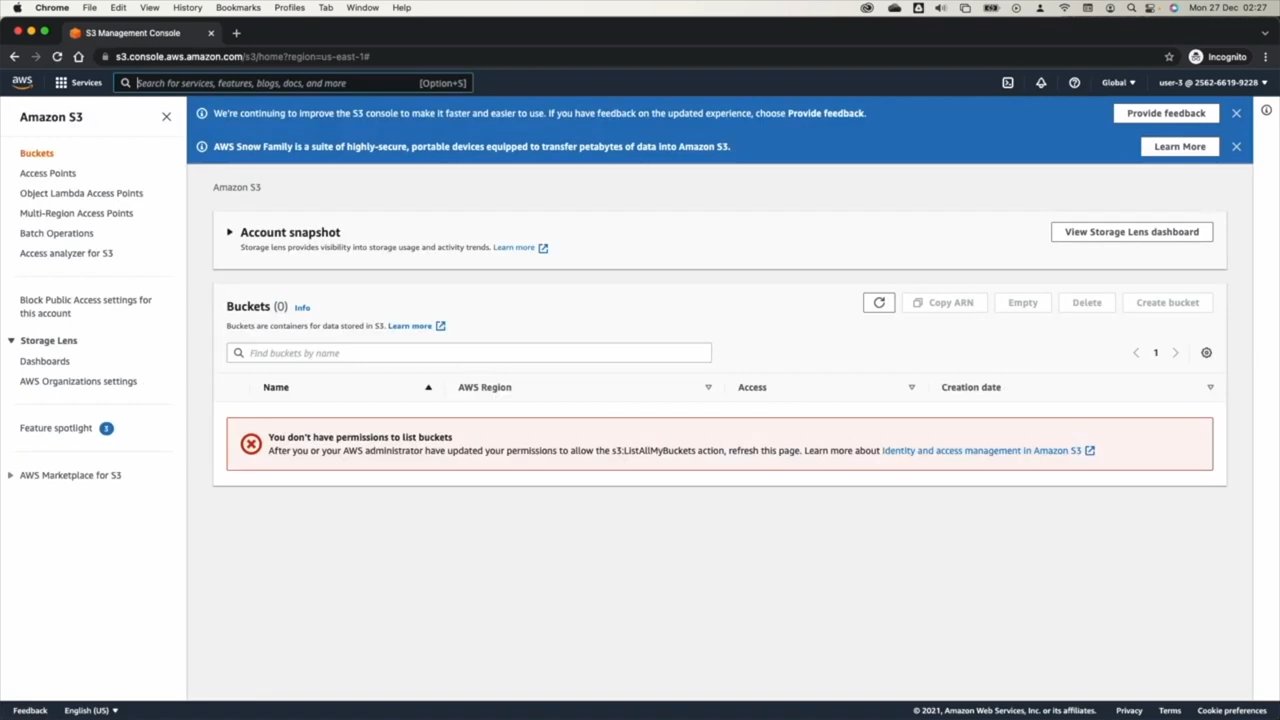 Chrome File Edit View History Bookmarks Profiles Tab Window Help Mon 27 Dec 02:27
S3 Management Console
s3.console.aws.amazon.com/s3/home?region=us-east-1# Incognito
aws Services Search for services, features, blogs, docs, and more [Option+S] Global user-3 @ 2562-6619-9228
Amazon S3
Buckets
Access Points
Object Lambda Access Points
Multi-Region Access Points
Batch Operations
Access analyzer for S3
Block Public Access settings for
this account
Storage Lens
Dashboards
AWS Organizations settings
Feature spotlight 3
AWS Marketplace for S3
We're continuing to improve the S3 console to make it faster and easier to use. If you have feedback on the updated experience, choose Provide feedback. Provide feedback
AWS Snow Family is a suite of highly-secure, portable devices equipped to transfer petabytes of data into Amazon S3. Learn More
Amazon S3
Account snapshot View Storage Lens dashboard
Storage lens provides visibility into storage usage and activity trends. Learn more
Buckets (0) Info Copy ARN Empty Delete Create bucket
Buckets are containers for data stored in S3. Learn more
Find buckets by name 1
Name AWS Region Access Creation date
You don't have permissions to list buckets
After you or your AWS administrator have updated your permissions to allow the s3:ListAllMyBuckets action, refresh this page. Learn more about Identity and access management in Amazon S3
Feedback English (US) © 2021, Amazon Web Services, Inc. or its affiliates. Privacy Terms Cookie preferences